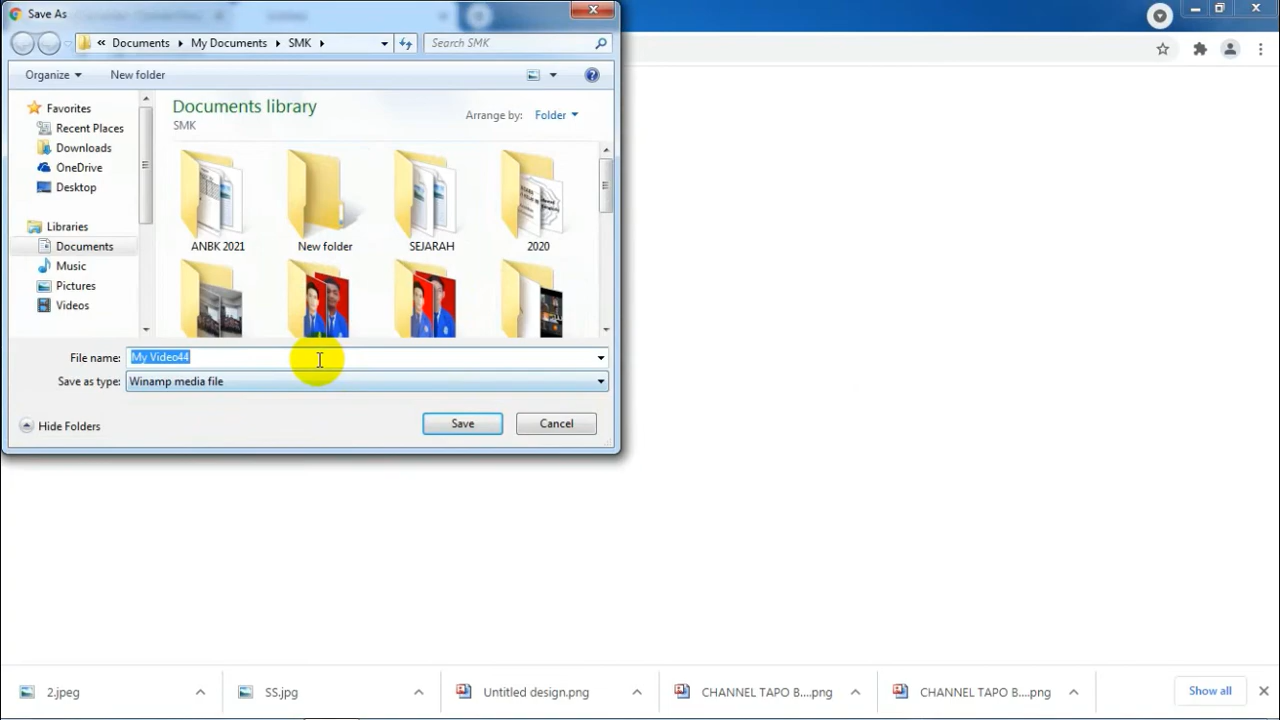 Save As
« Documents My Documents SMK
Search SMK
Organize New folder
Favorites
Recent Places
Downloads
OneDrive
Desktop
Libraries
Documents
Music
Pictures
Videos
Documents library
SMK
Arrange by: Folder
ANBK 2021 New folder SEJARAH 2020
File name: My Video44
Save as type: Winamp media file
Hide Folders
Save Cancel
2.jpeg SS.jpg Untitled design.png CHANNEL TAPO B....png CHANNEL TAPO B....png Show all